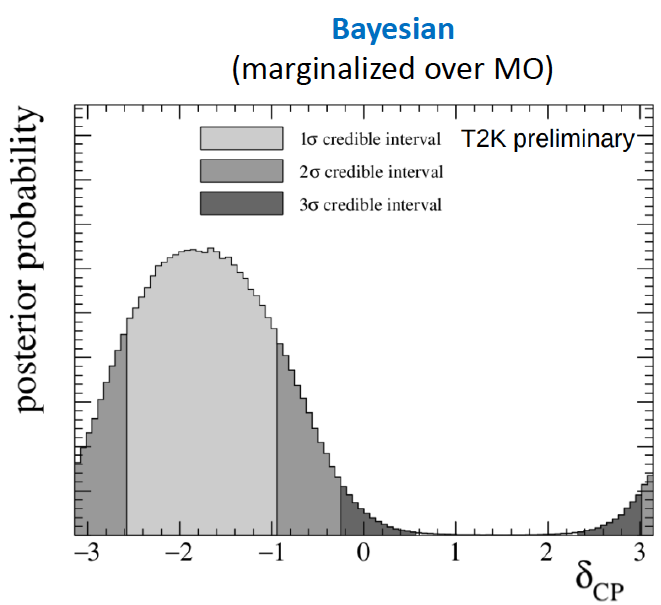 Bayesian
(marginalized over MO)
posterior probability
1σ credible interval
T2K preliminary
2σ credible interval
3σ credible interval
−3 −2 −1 0 1 2 3
δCP